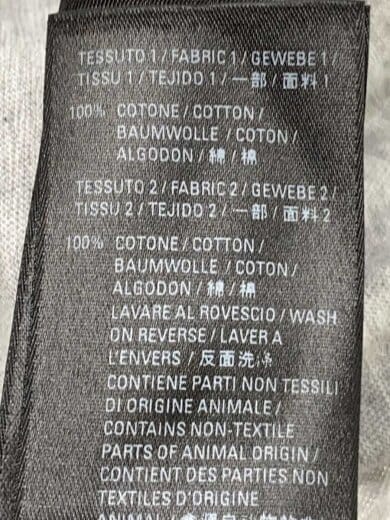 TESSUTO 1 / FABRIC 1 / GEWEBE 1 /
TISSU 1 / TEJIDO 1 / 一部 / 面料 1
100% COTONE / COTTON /
BAUMWOLLE / COTON /
ALGODON / 綿 / 棉
TESSUTO 2 / FABRIC 2 / GEWEBE 2 /
TISSU 2 / TEJIDO 2 / 一部 / 面料 2
100% COTONE / COTTON /
BAUMWOLLE / COTON /
ALGODON / 綿 / 棉
LAVARE AL ROVESCIO / WASH
ON REVERSE / LAVER A
L'ENVERS / 反面洗涤
CONTIENE PARTI NON TESSILI
DI ORIGINE ANIMALE /
CONTAINS NON-TEXTILE
PARTS OF ANIMAL ORIGIN /
CONTIENT DES PARTIES NON
TEXTILES D'ORIGINE
ANIMALE /